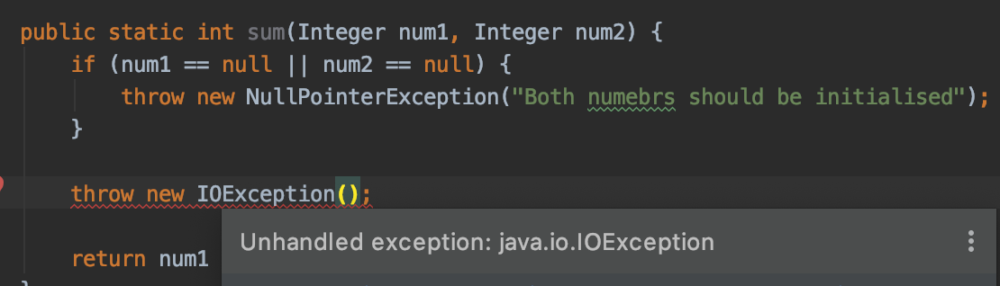 public static int sum(Integer num1, Integer num2) {
if (num1 == null || num2 == null) {
throw new NullPointerException("Both numebrs should be initialised");
}
throw new IOException();
Unhandled exception: java.io.IOException
return num1